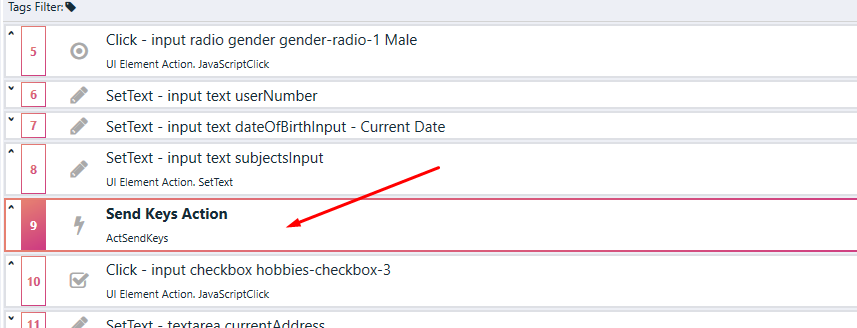 Tags Filter:
5
Click - input radio gender gender-radio-1 Male
UI Element Action. JavaScriptClick
6
SetText - input text userNumber
7
SetText - input text dateOfBirthInput - Current Date
8
SetText - input text subjectsInput
UI Element Action. SetText
9
Send Keys Action
ActSendKeys
10
Click - input checkbox hobbies-checkbox-3
UI Element Action. JavaScriptClick
11
SetText - textarea currentAddress